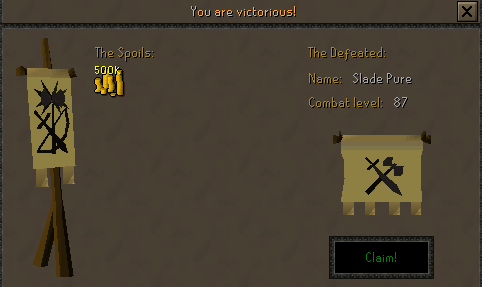 You are victorious!
The Spoils:
500K
The Defeated:
Name: Slade Pure
Combat level: 87
Claim!